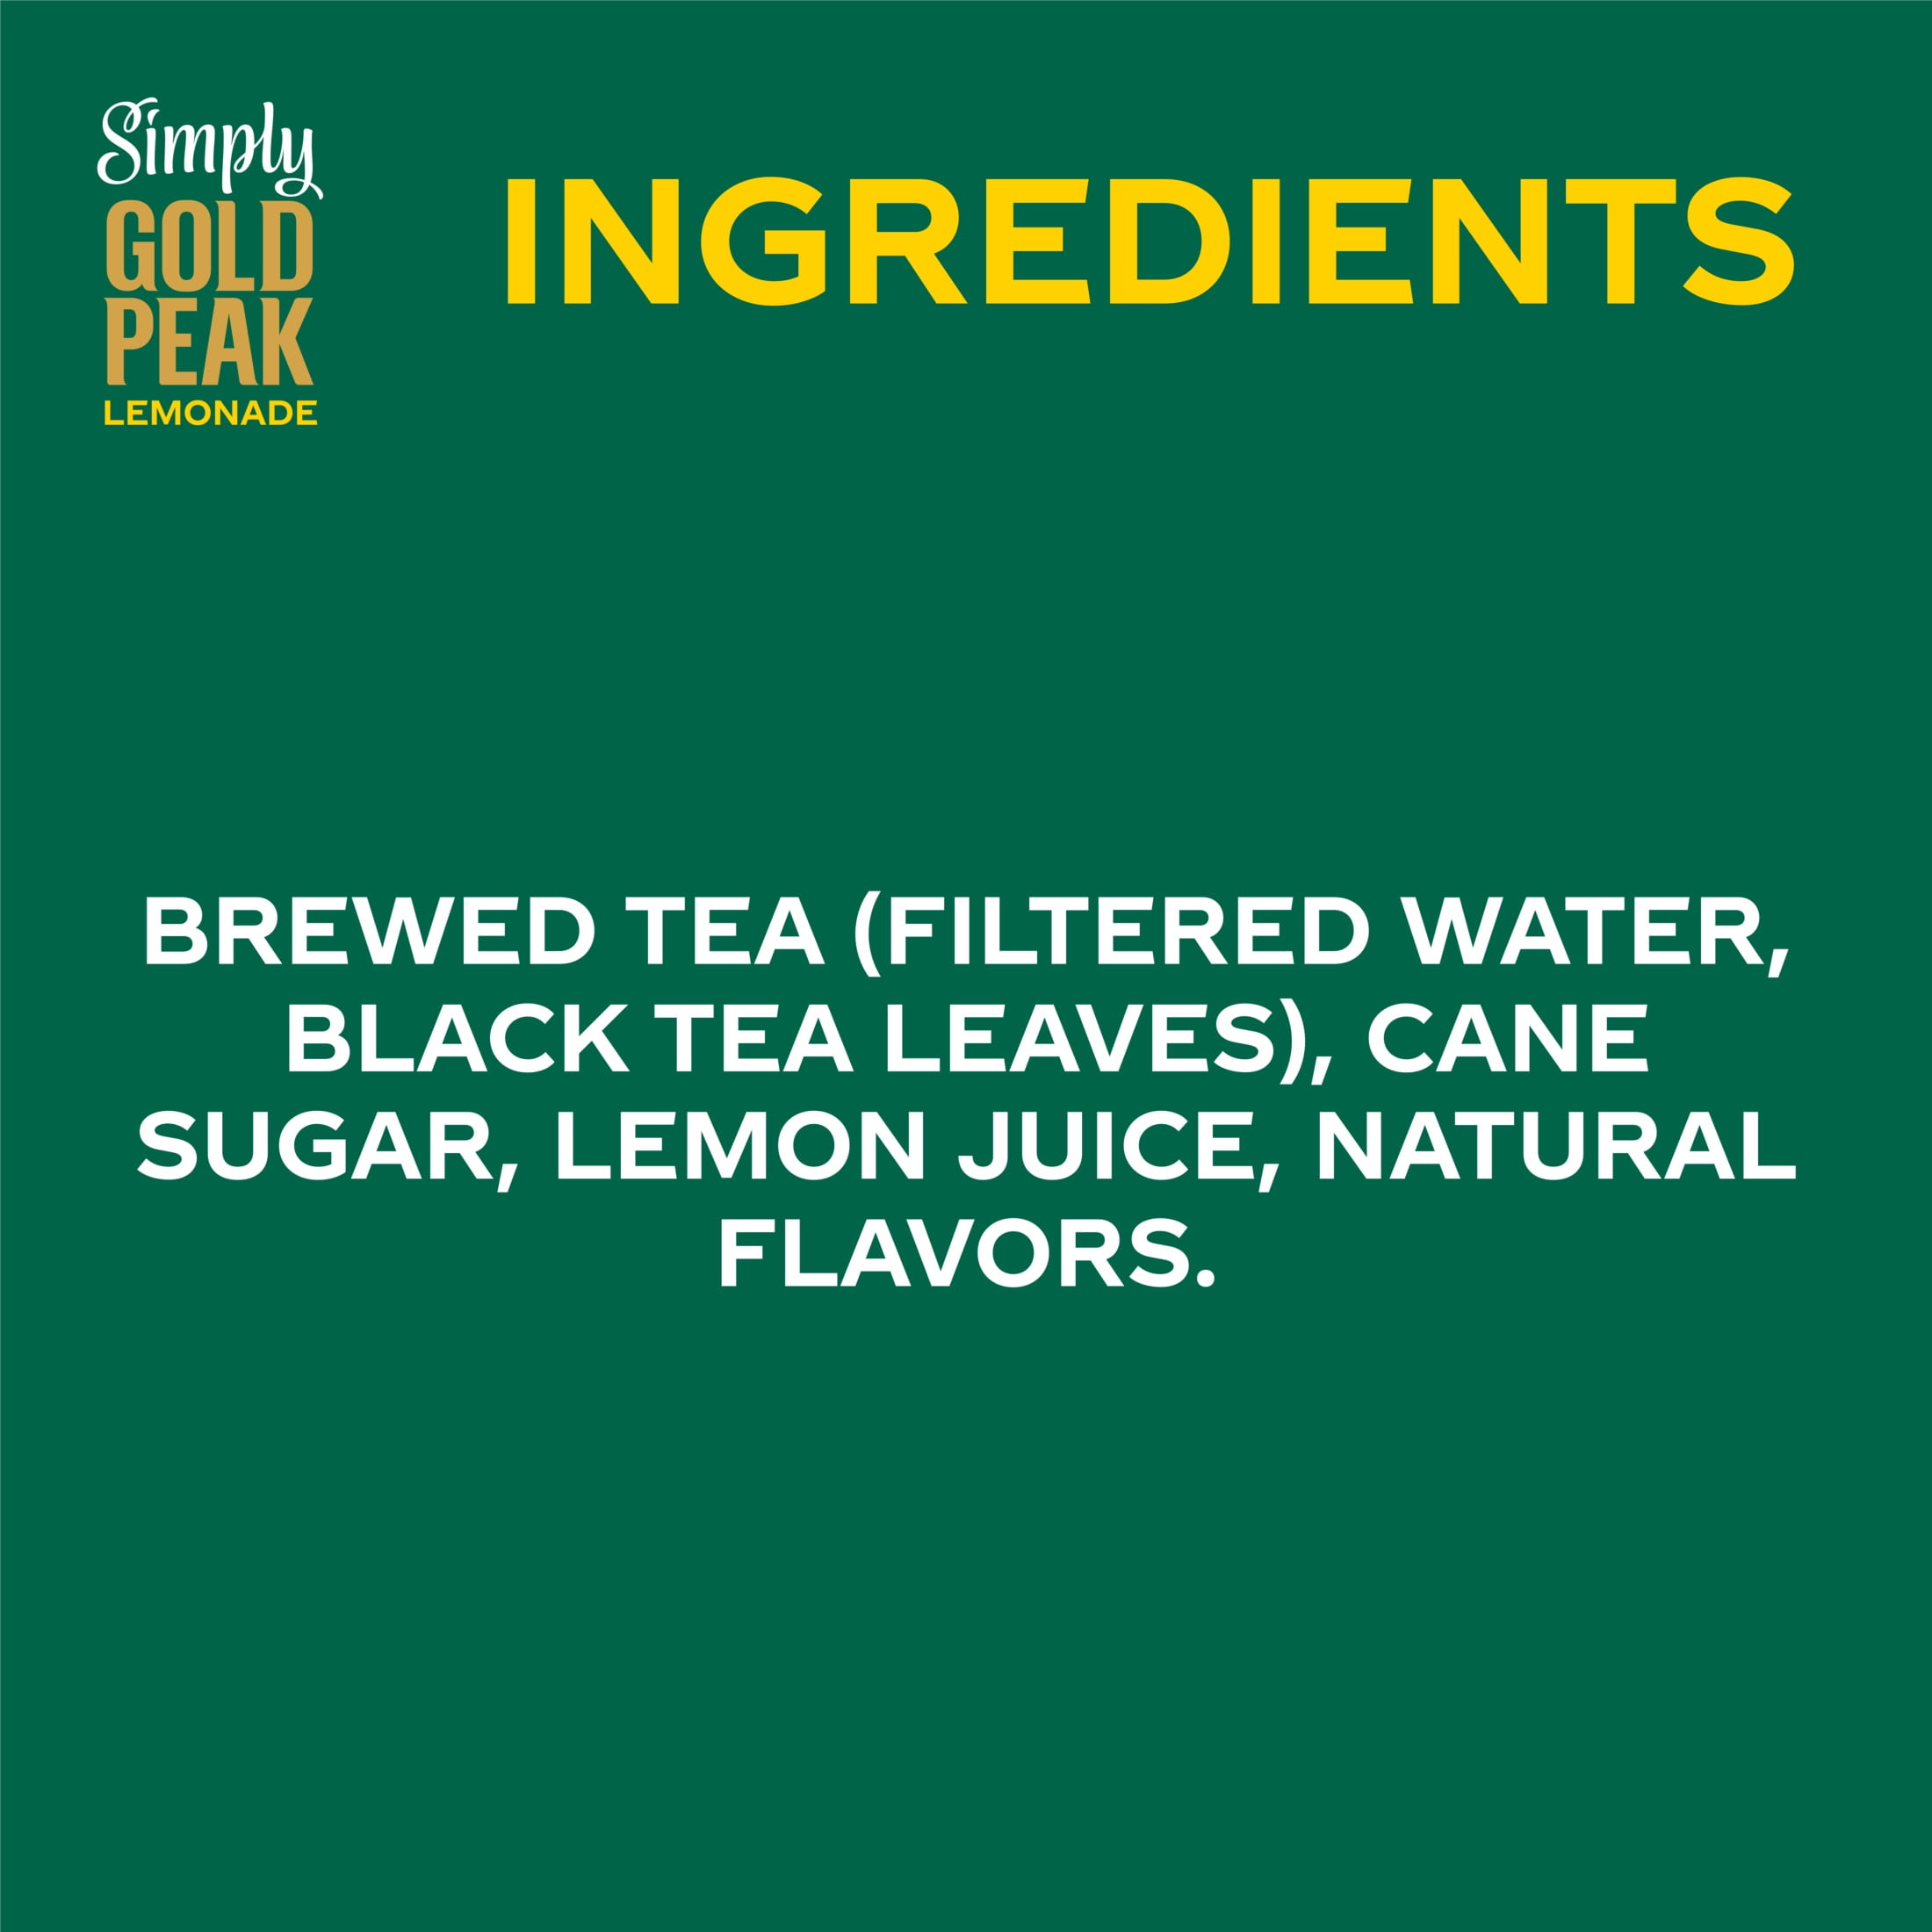 Simply
GOLD
PEAK
LEMONADE
INGREDIENTS
BREWED TEA (FILTERED WATER,
BLACK TEA LEAVES), CANE
SUGAR, LEMON JUICE, NATURAL
FLAVORS.